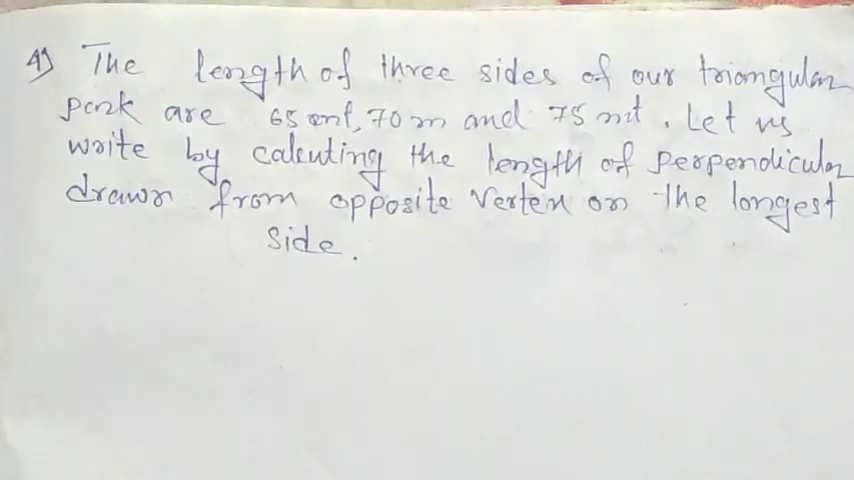 4) The length of three sides of our triangular
park are 65 mt, 70 m and 75 mt. Let us
write by calcuting the length of perpendicular
drawn from opposite vertex on the longest
side.